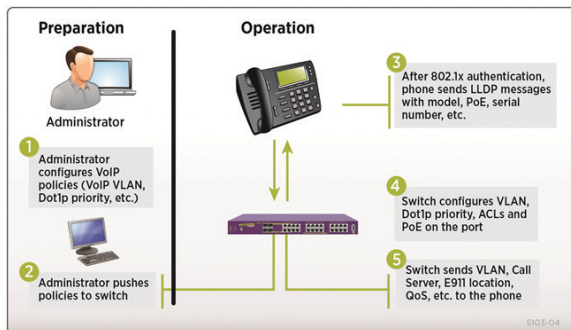 Preparation
Operation
Administrator
1
Administrator
configures VoIP
policies (VoIP VLAN,
Dot1p priority, etc.)
2
Administrator pushes
policies to switch
3
After 802.1x authentication,
phone sends LLDP messages
with model, PoE, serial
number, etc.
4
Switch configures VLAN,
Dot1p priority, ACLs and
PoE on the port
5
Switch sends VLAN, Call
Server, E911 location,
QoS, etc. to the phone
S103-04